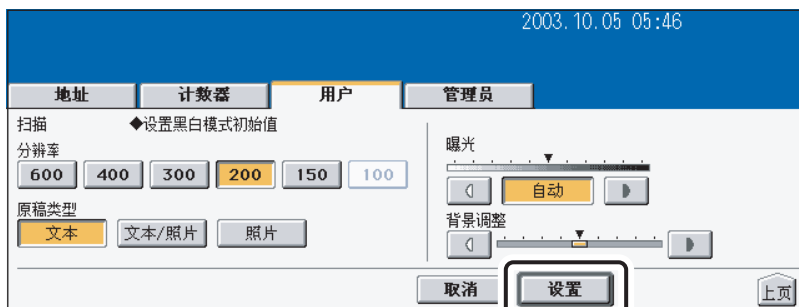 2003.10.05 05:46
地址 计数器 用户 管理员
扫描 ◆设置黑白模式初始值
分辨率
600 400 300 200 150 100
原稿类型
文本 文本/照片 照片
曝光
自动
背景调整
取消 设置 上页